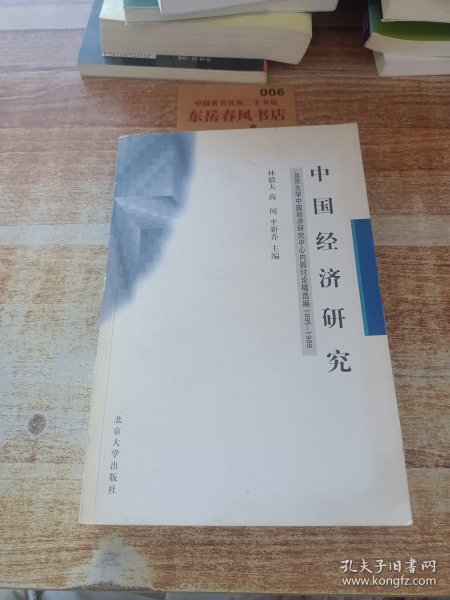 006
中国著名线装二手书店
东岳春风书店
中国经济研究
北京大学中国经济研究中心内部讨论稿选编 1995-1999
林毅夫 海 闻 平新乔 主编
北京大学出版社
孔夫子旧书网
www.kongfz.com